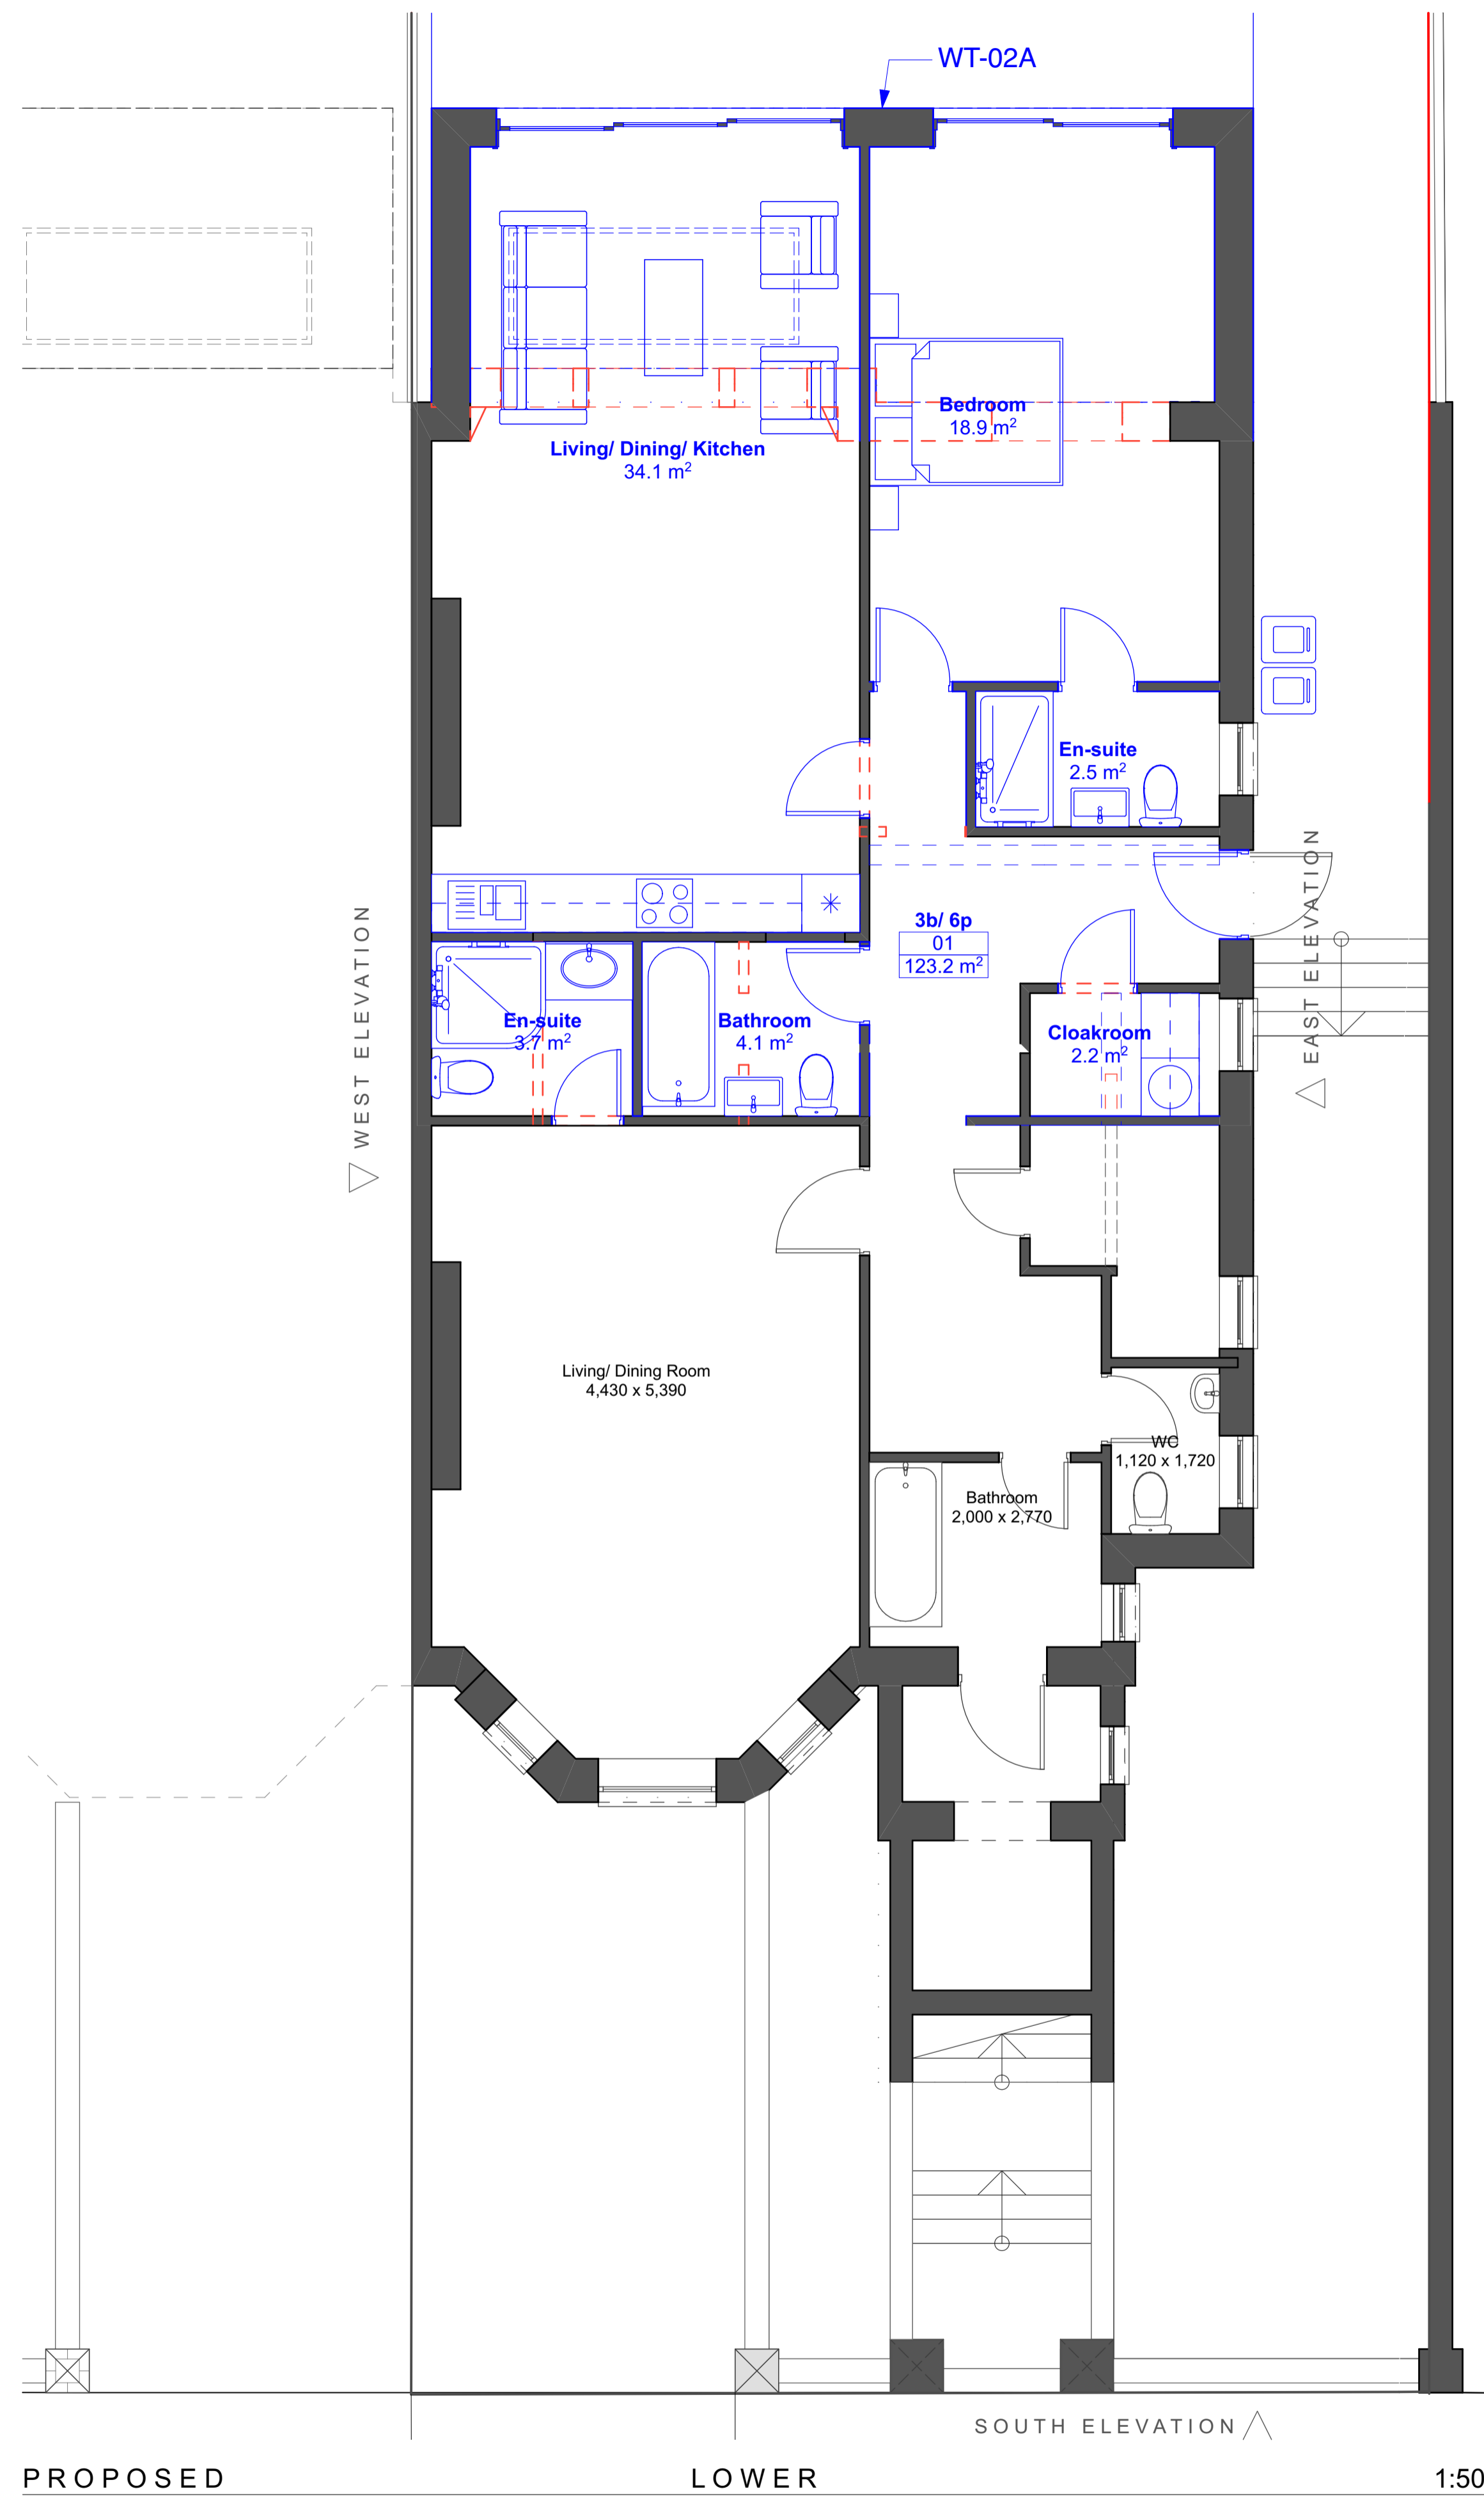 WT-02A
Bedroom
18.9 m²
Living/ Dining/ Kitchen
34.1 m²
En-suite
2.5 m²
3b/ 6p
01
123.2 m²
WEST ELEVATION
EAST ELEVATION
En-suite
3.7 m²
Bathroom
4.1 m²
Cloakroom
2.2 m²
Living/ Dining Room
4,430 x 5,390
WC
1,120 x 1,720
Bathroom
2,000 x 2,770
SOUTH ELEVATION
PROPOSED
LOWER
1:50